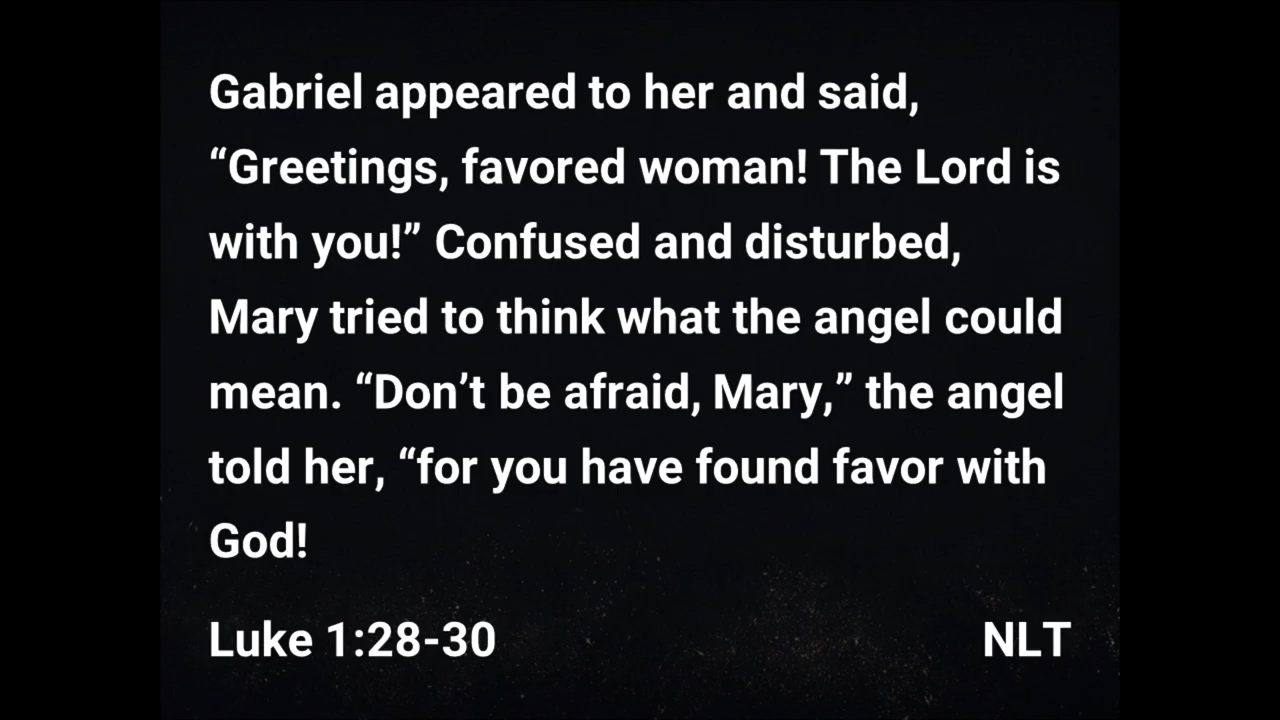 Gabriel appeared to her and said,
“Greetings, favored woman! The Lord is
with you!” Confused and disturbed,
Mary tried to think what the angel could
mean. “Don’t be afraid, Mary,” the angel
told her, “for you have found favor with
God!
Luke 1:28-30 NLT